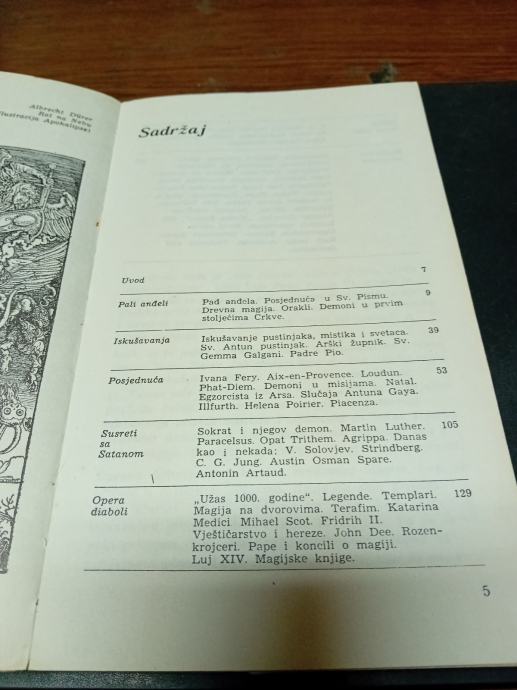 Albrecht Dürer
Rat na Nebu
(ilustracija Apokalipse)
Sadržaj
Uvod 7
Pali anđeli Pad anđela. Posjednuća u Sv. Pismu. 9
Drevna magija. Orakli. Demoni u prvim
stoljećima Crkve.
Iskušavanja Iskušavanje pustinjaka, mistika i svetaca. 39
Sv. Antun pustinjak. Arški župnik. Sv.
Gemma Galgani. Padre Pio.
Posjednuća Ivana Fery. Aix-en-Provence. Loudun. 53
Phat-Diem. Demoni u misijama. Natal.
Egzorcista iz Arsa. Slučaja Antuna Gaya.
Illfurth. Helena Poirier. Piacenza.
Susreti Sokrat i njegov demon. Martin Luther. 105
sa Paracelsus. Opat Trithem. Agrippa. Danas
Satanom kao i nekada: V. Solovjev. Strindberg.
C. G. Jung. Austin Osman Spare.
Antonin Artaud.
Opera „Užas 1000. godine“. Legende. Templari. 129
diaboli Magija na dvorovima. Terafim. Katarina
Medici. Mihael Scot. Fridrih II.
Vještičarstvo i hereze. John Dee. Rozen-
krojceri. Pape i koncili o magiji.
Luj XIV. Magijske knjige.
5